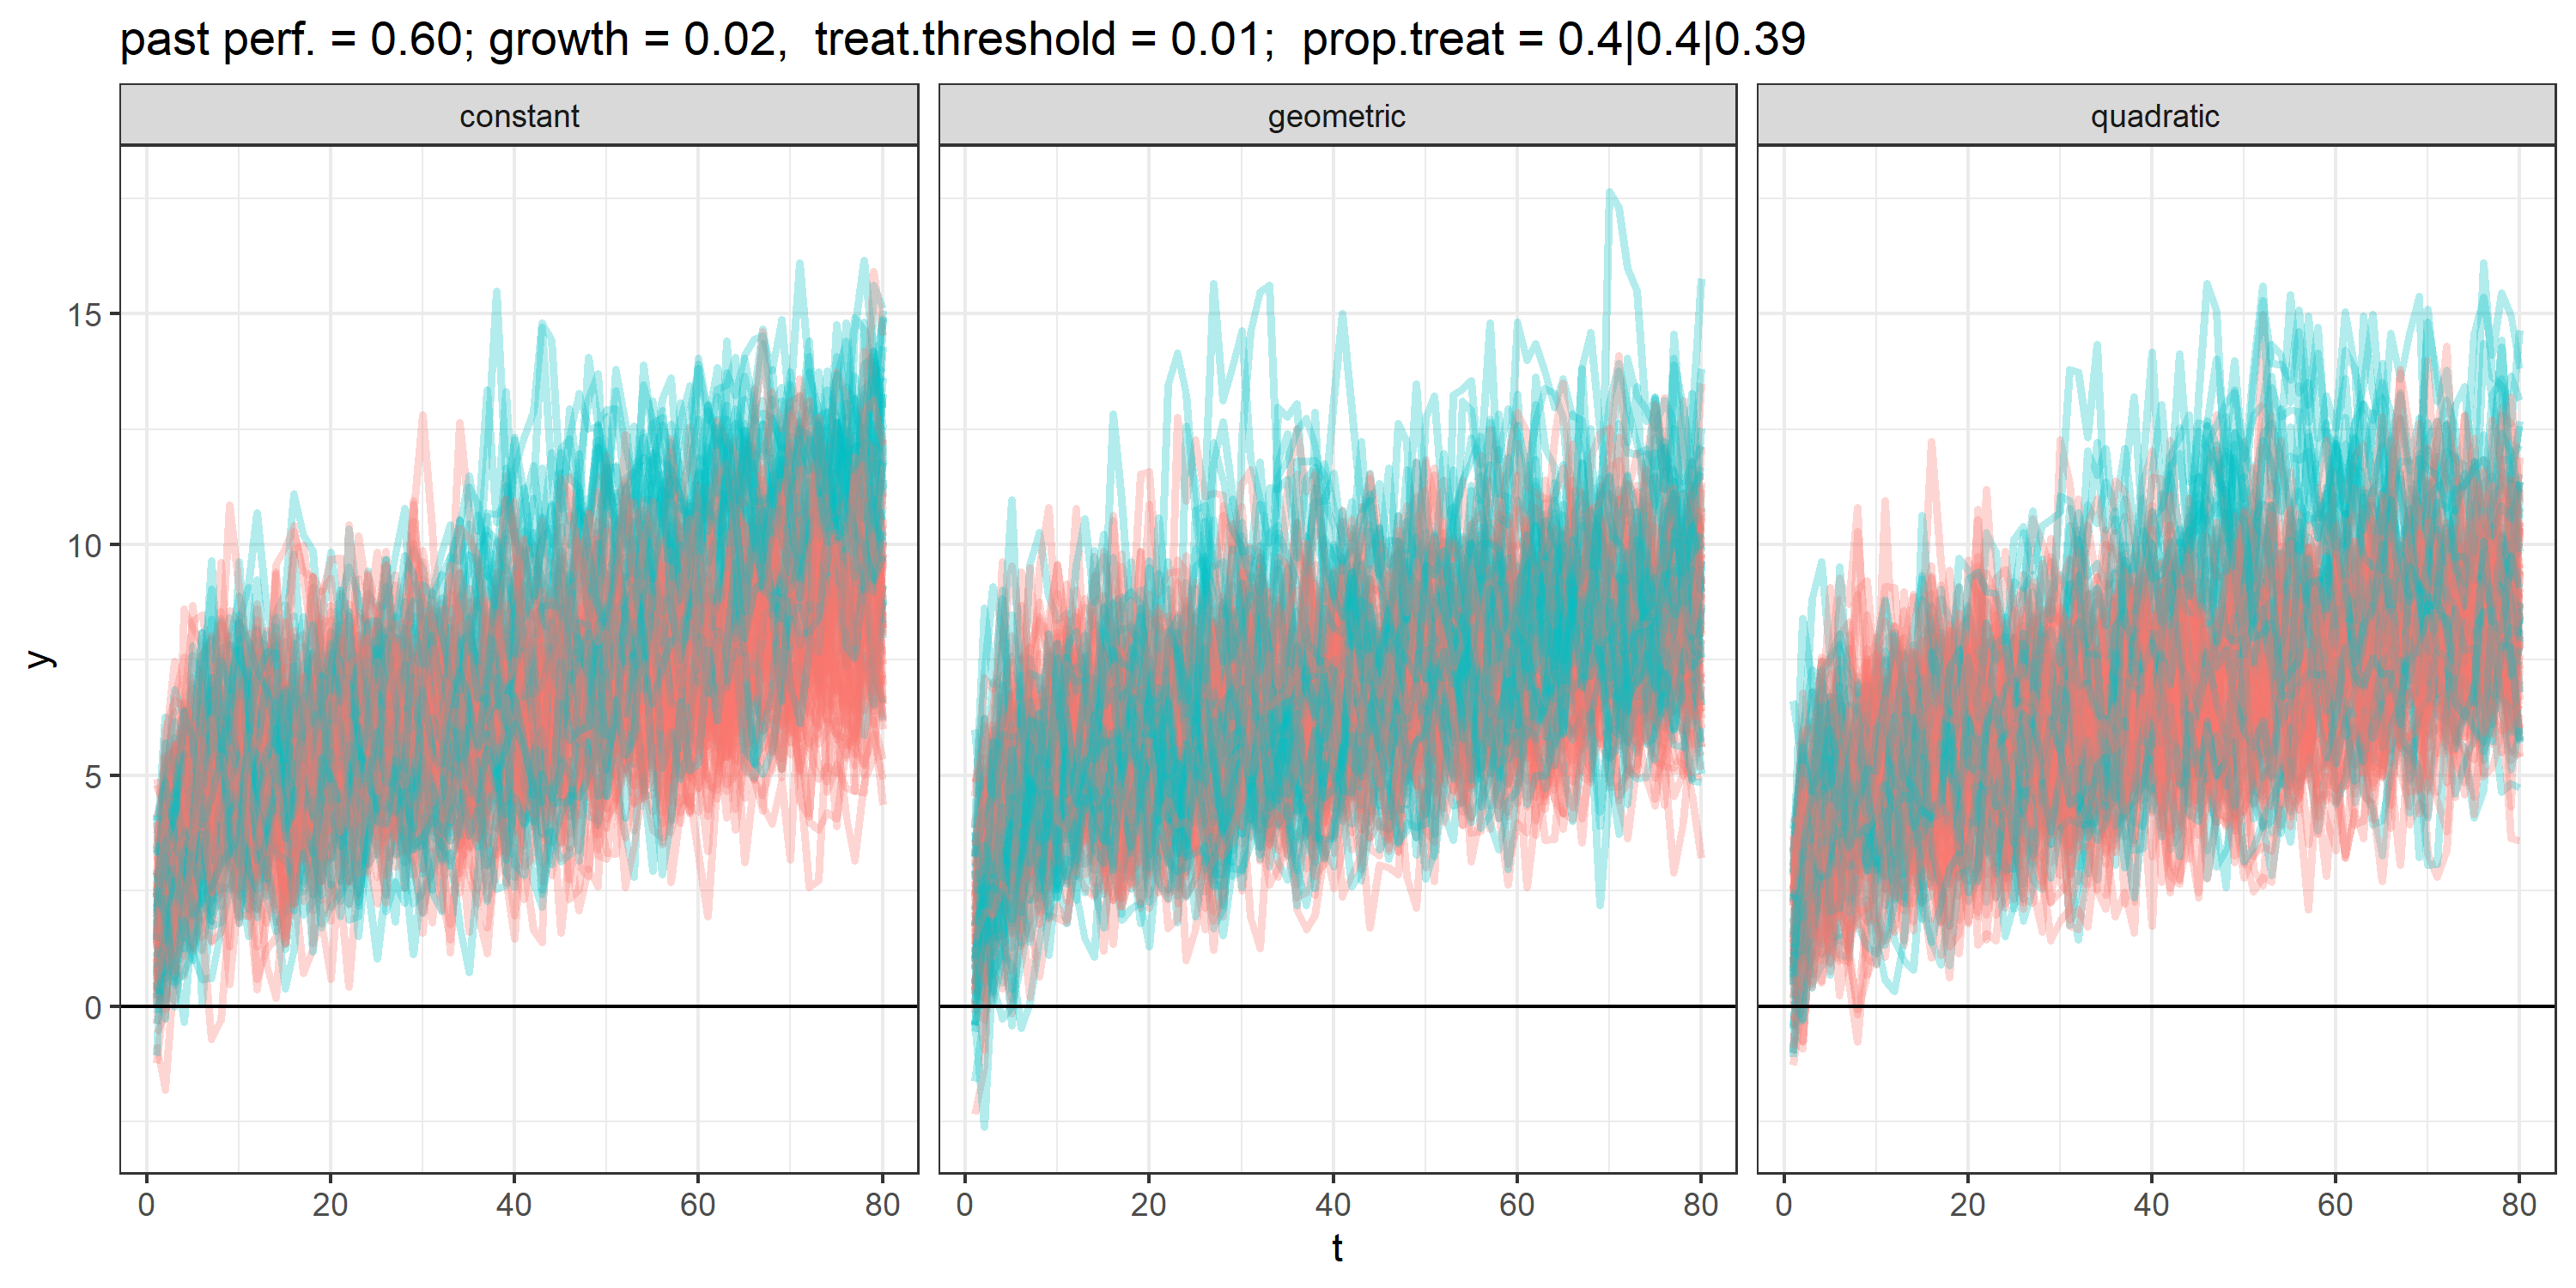 past perf. = 0.60; growth = 0.02,  treat.threshold = 0.01;  prop.treat = 0.4|0.4|0.39
constant geometric quadratic
y
15
10
5
0
0 20 40 60 80 0 20 40 60 80 0 20 40 60 80
t